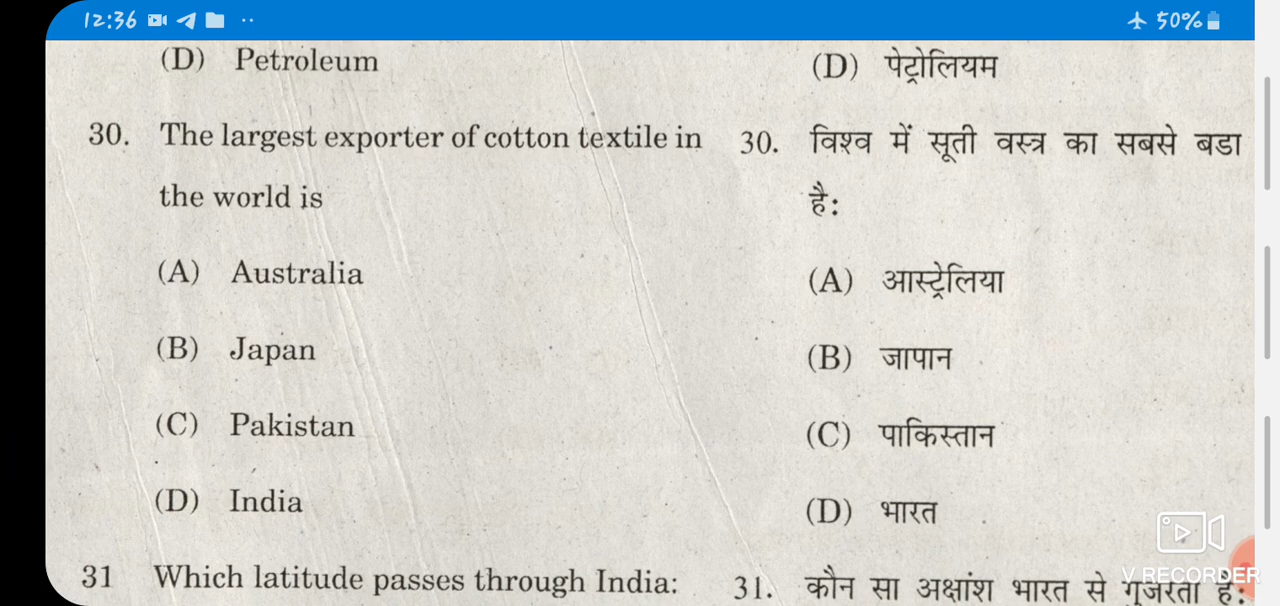 12:36
50%
(D) Petroleum
30. The largest exporter of cotton textile in
the world is
(A) Australia
(B) Japan
(C) Pakistan
(D) India
31 Which latitude passes through India:
(D) पेट्रोलियम
30. विश्व में सूती वस्त्र का सबसे बडा
है:
(A) आस्ट्रेलिया
(B) जापान
(C) पाकिस्तान
(D) भारत
31. कौन सा अक्षांश भारत से गुजरता है:
V RECORDER